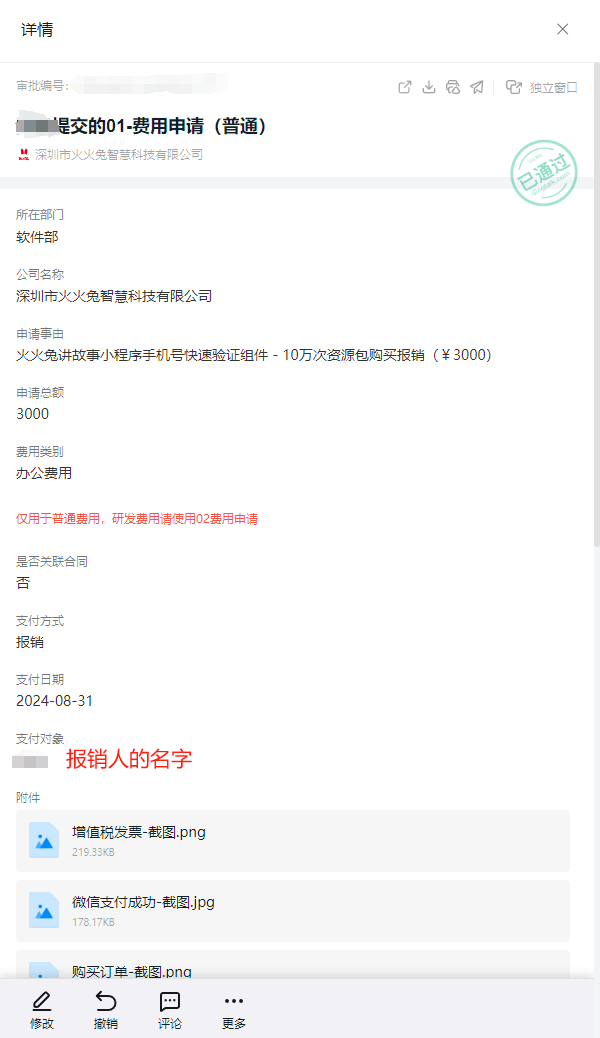 详情
审批编号:
提交的01-费用申请（普通）
深圳市火火兔智慧科技有限公司
独立窗口
已通过
所在部门
软件部
公司名称
深圳市火火兔智慧科技有限公司
申请事由
火火兔讲故事小程序手机号快速验证组件 - 10万次资源包购买报销（￥3000）
申请总额
3000
费用类别
办公费用
仅用于普通费用，研发费用请使用02费用申请
是否关联合同
否
支付方式
报销
支付日期
2024-08-31
支付对象
报销人的名字
附件
增值税发票-截图.png
219.33KB
微信支付成功-截图.jpg
178.17KB
购买订单-截图.png
修改
撤销
评论
更多